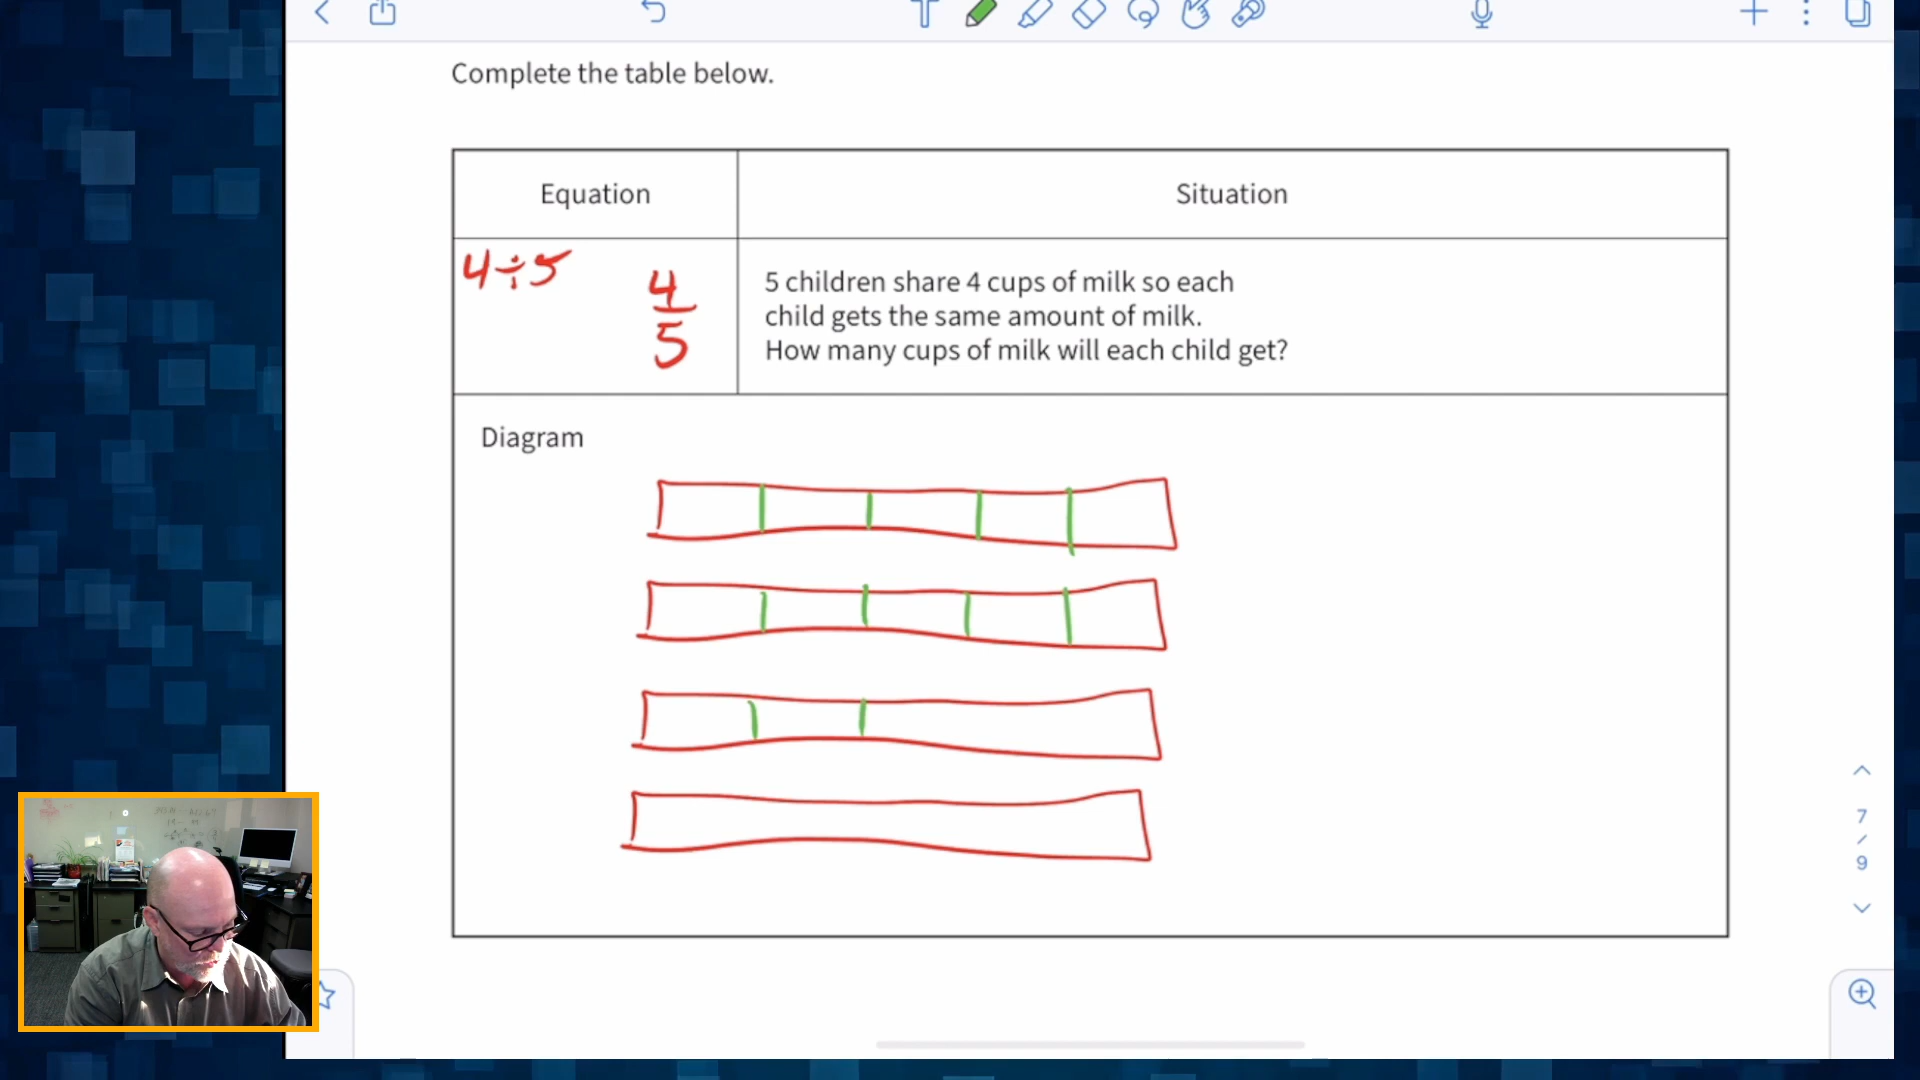 Complete the table below.
Equation
Situation
4÷5
4
5
5 children share 4 cups of milk so each
child gets the same amount of milk.
How many cups of milk will each child get?
Diagram
7
/
9